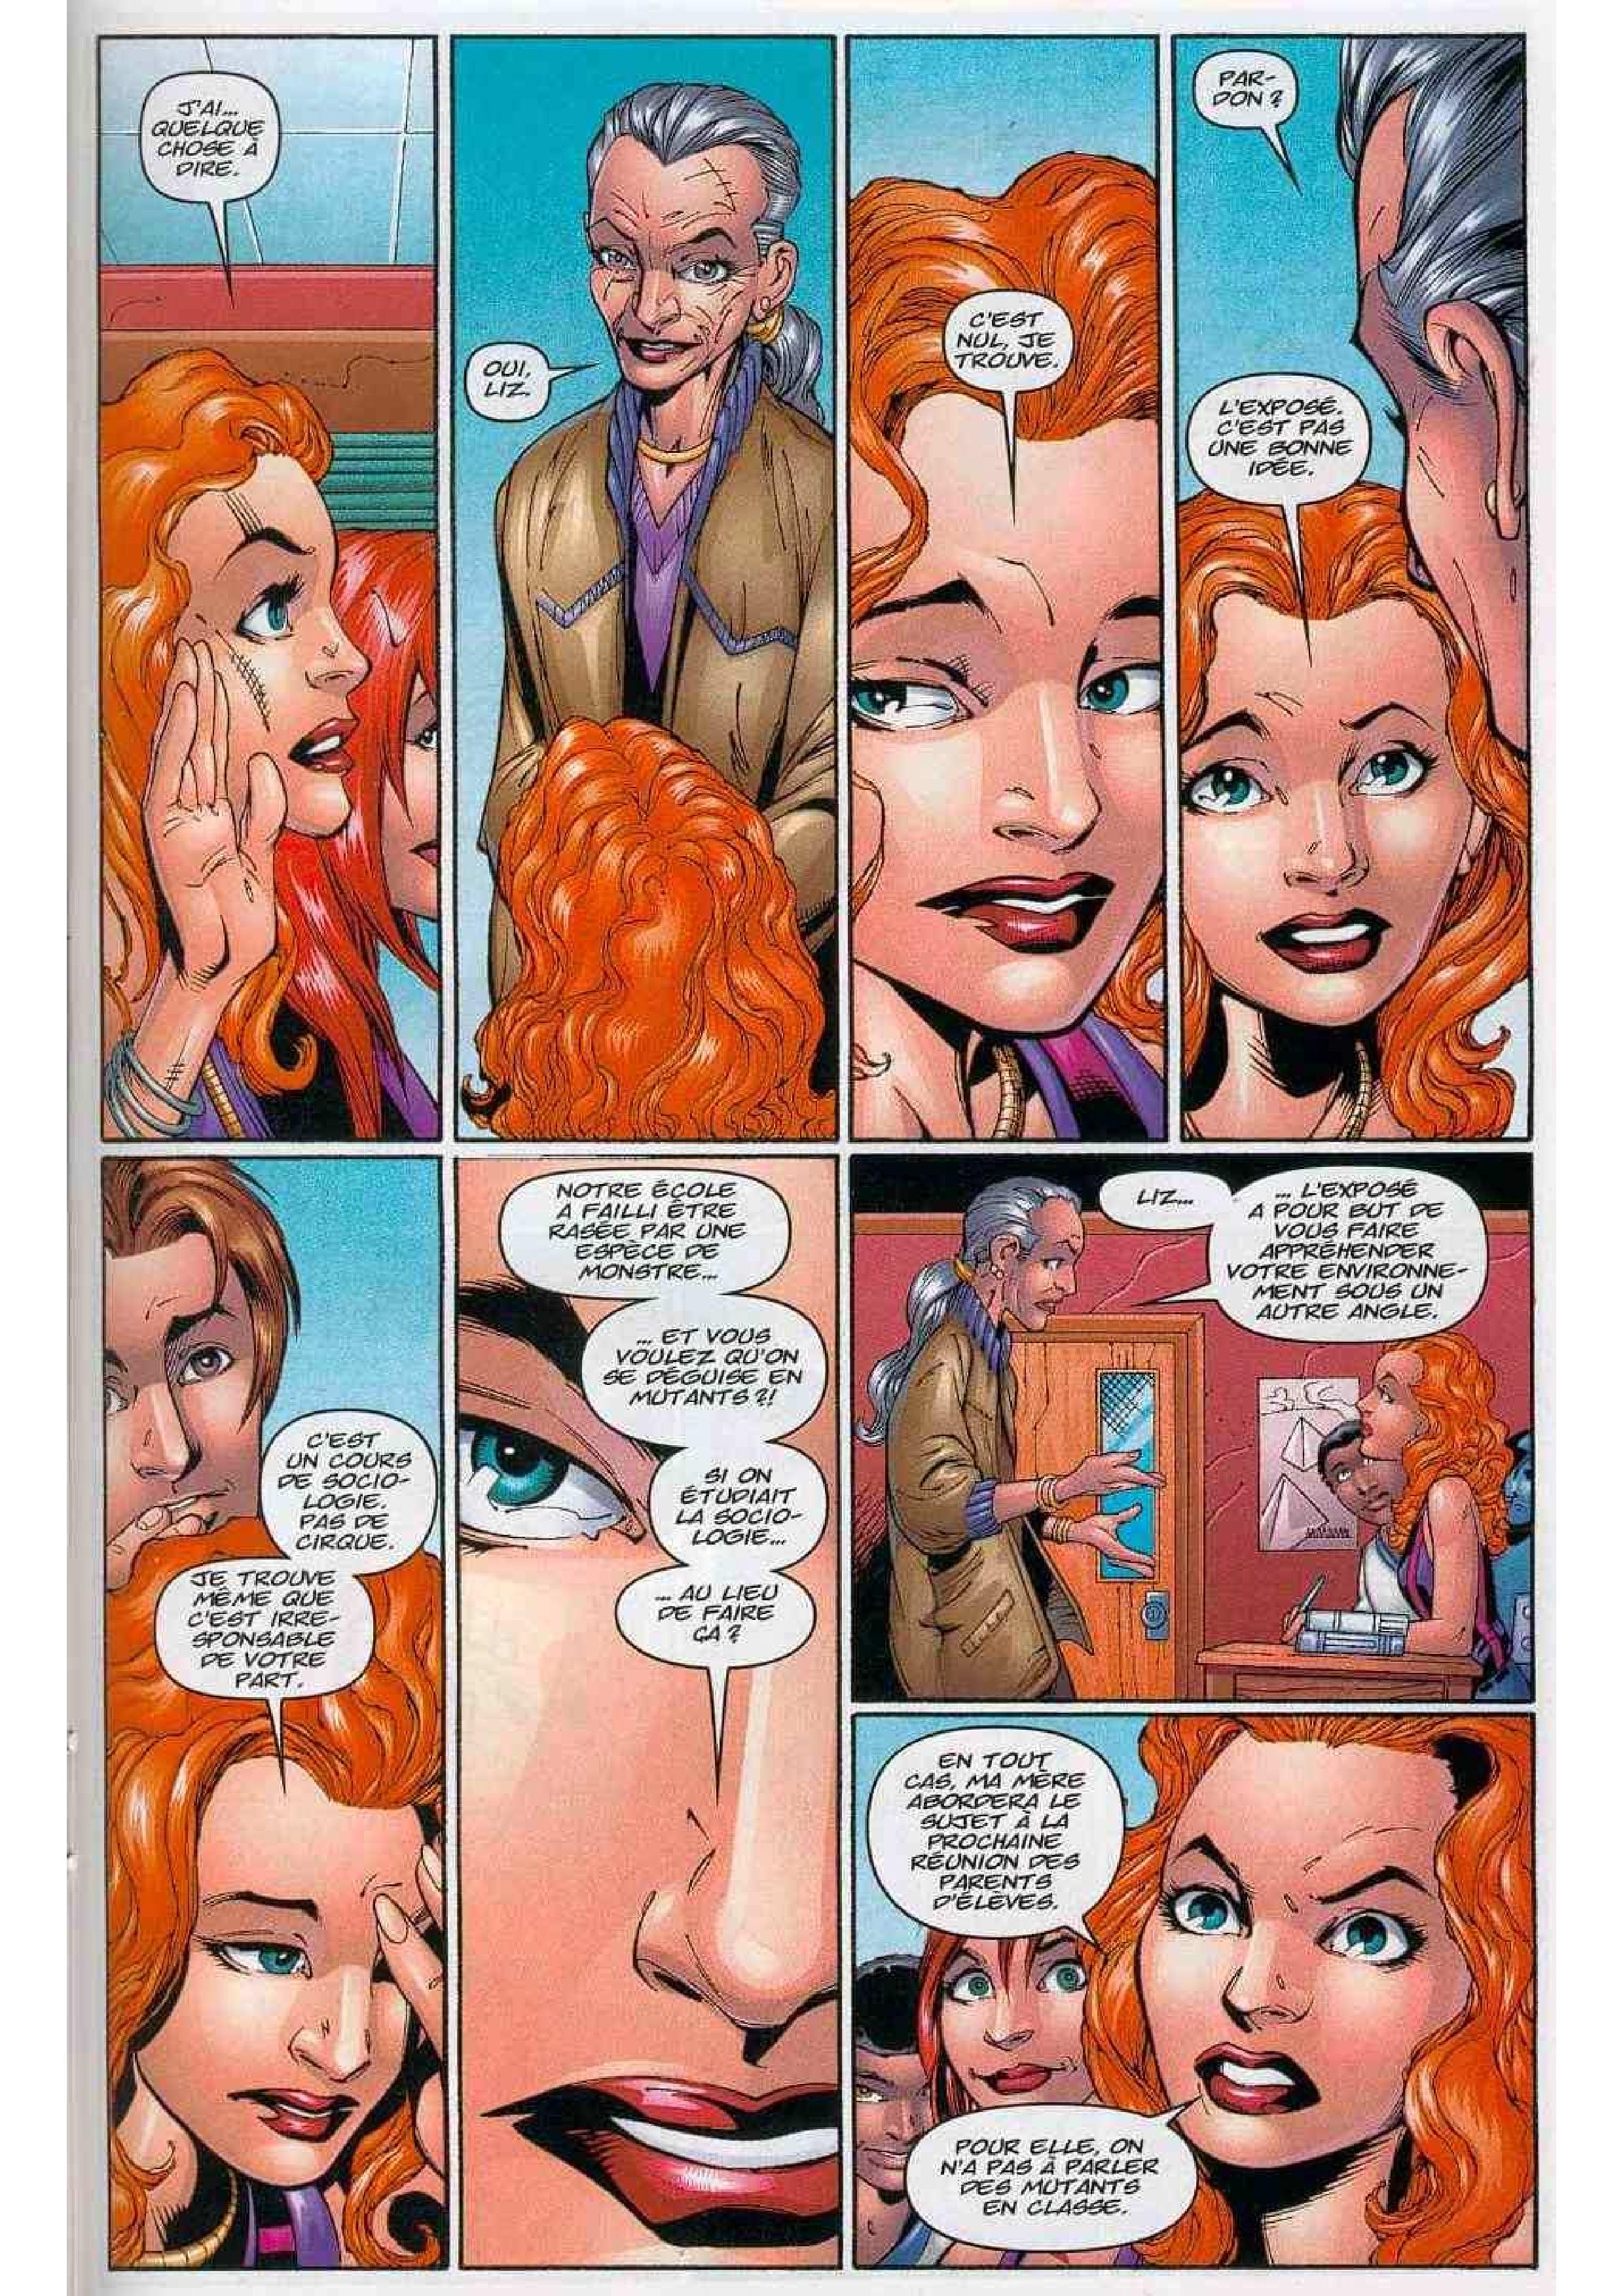 J'AI...
QUELQUE
CHOSE À
DIRE.
OUI,
LIZ.
C'EST
NUL, JE
TROUVE.
PAR-
DON ?
L'EXPOSÉ.
C'EST PAS
UNE BONNE
IDÉE.
C'EST
UN COURS
DE SOCIO-
LOGIE.
PAS DE
CIRQUE.
JE TROUVE
MÊME QUE
C'EST IRRE-
SPONSABLE
DE VOTRE
PART.
NOTRE ÉCOLE
A FAILLI ÊTRE
RASÉE PAR UNE
ESPÈCE DE
MONSTRE...
... ET VOUS
VOULEZ QU'ON
SE DÉGUISE EN
MUTANTS ?!
SI ON
ÉTUDIAIT
LA SOCIO-
LOGIE...
... AU LIEU
DE FAIRE
ÇA ?
LIZ...
... L'EXPOSÉ
A POUR BUT DE
VOUS FAIRE
APPRÉHENDER
VOTRE ENVIRONNE-
MENT SOUS UN
AUTRE ANGLE.
EN TOUT
CAS, MA MÈRE
ABORDERA LE
SUJET À LA
PROCHAINE
RÉUNION DES
PARENTS
D'ÉLÈVES.
POUR ELLE, ON
N'A PAS À PARLER
DES MUTANTS
EN CLASSE.